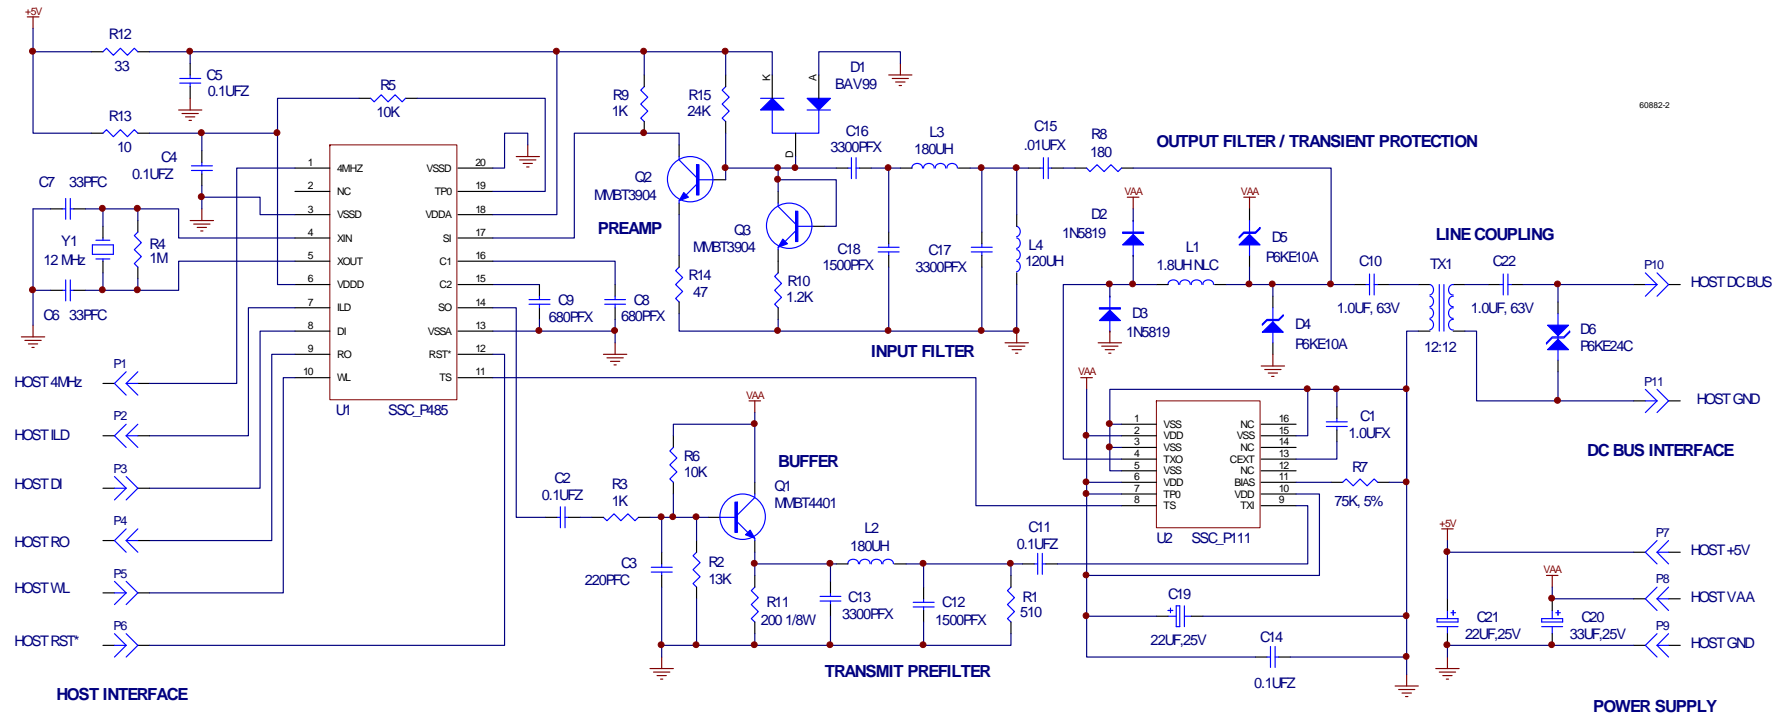 +5V
R12
33
C5
0.1UFZ
R5
10K
R13
10
C4
0.1UFZ
R9
1K
R15
24K
K
A
D
D1
BAV99
60882-2
C16
3300PFX
L3
180UH
C15
.01UFX
R8
180
OUTPUT FILTER / TRANSIENT PROTECTION
C7
33PFC
Y1
12 MHz
R4
1M
C6
33PFC
1
2
3
4
5
6
7
8
9
10
4MHZ
NC
VSSD
XIN
XOUT
VDDD
ILD
DI
RO
WL
VSSD
TP0
VDDA
SI
C1
C2
SO
VSSA
RST*
TS
20
19
18
17
16
15
14
13
12
11
U1
SSC_P485
Q2
MMBT3904
PREAMP
Q3
MMBT3904
R14
47
R10
1.2K
C18
1500PFX
C17
3300PFX
L4
120UH
INPUT FILTER
C9
680PFX
C8
680PFX
VAA
D2
1N5819
VAA
D5
P6KE10A
L1
1.8UH NLC
D3
1N5819
D4
P6KE10A
LINE COUPLING
C10
1.0UF, 63V
TX1
12:12
C22
1.0UF, 63V
D6
P6KE24C
P10
HOST DC BUS
P11
HOST GND
DC BUS INTERFACE
HOST 4MHz
P1
HOST ILD
P2
HOST DI
P3
HOST RO
P4
HOST WL
P5
HOST RST*
P6
HOST INTERFACE
VAA
R6
10K
BUFFER
Q1
MMBT4401
C2
0.1UFZ
R3
1K
C3
220PFC
R2
13K
R11
200 1/8W
L2
180UH
C13
3300PFX
C12
1500PFX
R1
510
C11
0.1UFZ
TRANSMIT PREFILTER
VAA
1
2
3
4
5
6
7
8
VSS
VDD
VSS
TXO
VSS
VDD
TP0
TS
NC
VSS
NC
CEXT
NC
BIAS
VDD
TXI
16
15
14
13
12
11
10
9
U2
SSC_P111
C1
1.0UFX
R7
75K, 5%
C19
+
22UF,25V
C14
0.1UFZ
+5V
P7
HOST +5V
VAA
P8
HOST VAA
+
C21
22UF,25V
+
C20
33UF,25V
P9
HOST GND
POWER SUPPLY